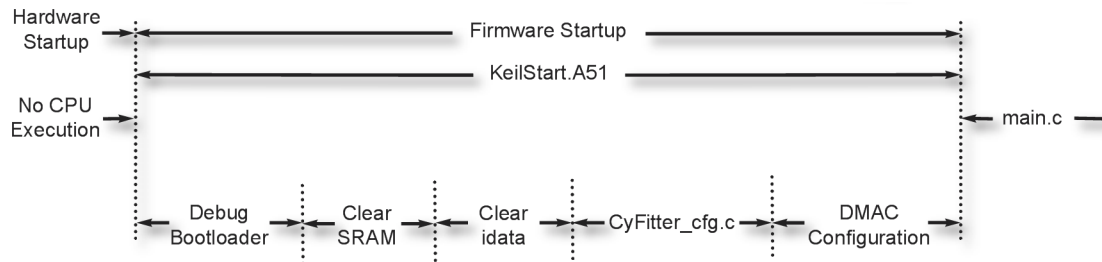 Hardware
Startup
Firmware Startup
KeilStart.A51
No CPU
Execution
main.c
Debug
Bootloader
Clear
SRAM
Clear
idata
CyFitter_cfg.c
DMAC
Configuration